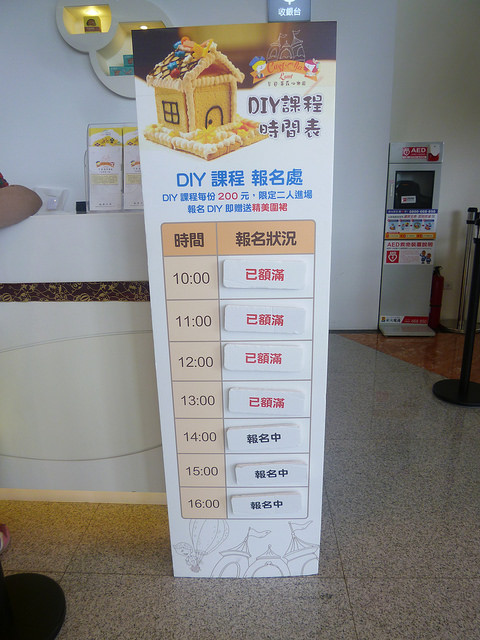 收銀台
DIY課程
時間表
DIY 課程 報名處
DIY 課程每份 200 元，限定二人進場
報名 DIY 即贈送精美圍裙
時間 報名狀況
10:00 已額滿
11:00 已額滿
12:00 已額滿
13:00 已額滿
14:00 報名中
15:00 報名中
16:00 報名中
AED